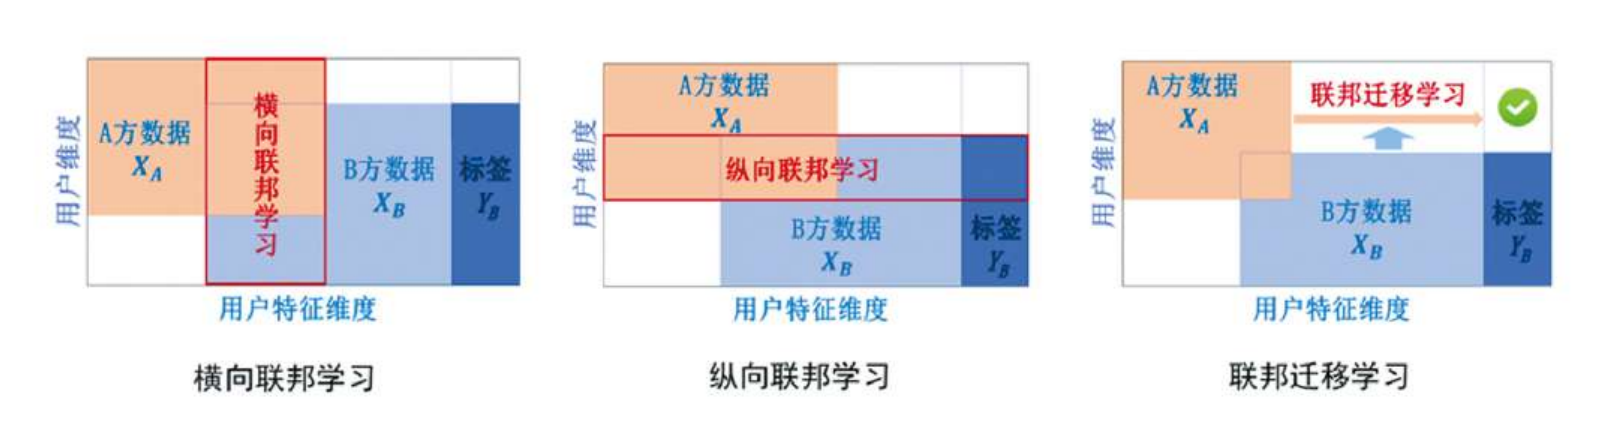 用户维度
A方数据
X_A
横向联邦学习
B方数据
X_B
标签
Y_B
用户特征维度
横向联邦学习
用户维度
A方数据
X_A
纵向联邦学习
B方数据
X_B
标签
Y_B
用户特征维度
纵向联邦学习
用户维度
A方数据
X_A
联邦迁移学习
B方数据
X_B
标签
Y_B
用户特征维度
联邦迁移学习